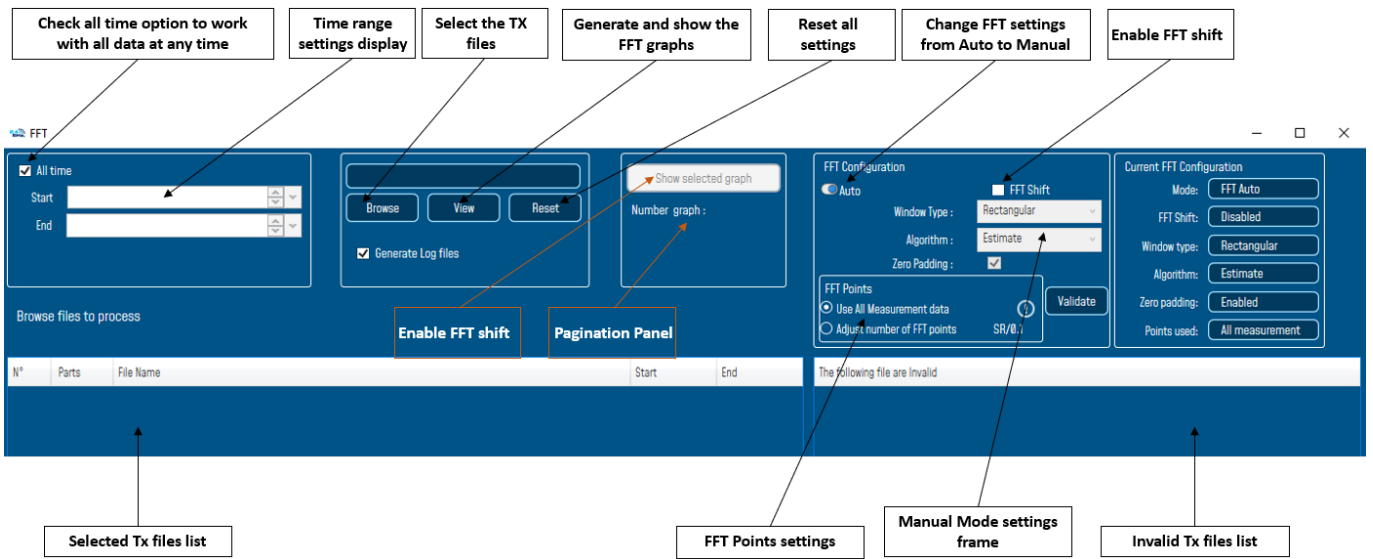 Check all time option to work
with all data at any time
Time range
settings display
Select the TX
files
Generate and show the
FFT graphs
Reset all
settings
Change FFT settings
from Auto to Manual
Enable FFT shift
FFT
All time
Start
End
Browse
View
Reset
Generate Log files
Show selected graph
Number graph :
FFT Configuration
Auto
FFT Shift
Window Type :
Rectangular
Algorithm :
Estimate
Zero Padding :
FFT Points
Use All Measurement data
Adjust number of FFT points
SR/0.1
Validate
Current FFT Configuration
Mode:
FFT Auto
FFT Shift:
Disabled
Window type:
Rectangular
Algorithm:
Estimate
Zero padding:
Enabled
Points used:
All measurement
Browse files to process
Enable FFT shift
Pagination Panel
N°
Parts
File Name
Start
End
The following file are Invalid
Selected Tx files list
FFT Points settings
Manual Mode settings
frame
Invalid Tx files list